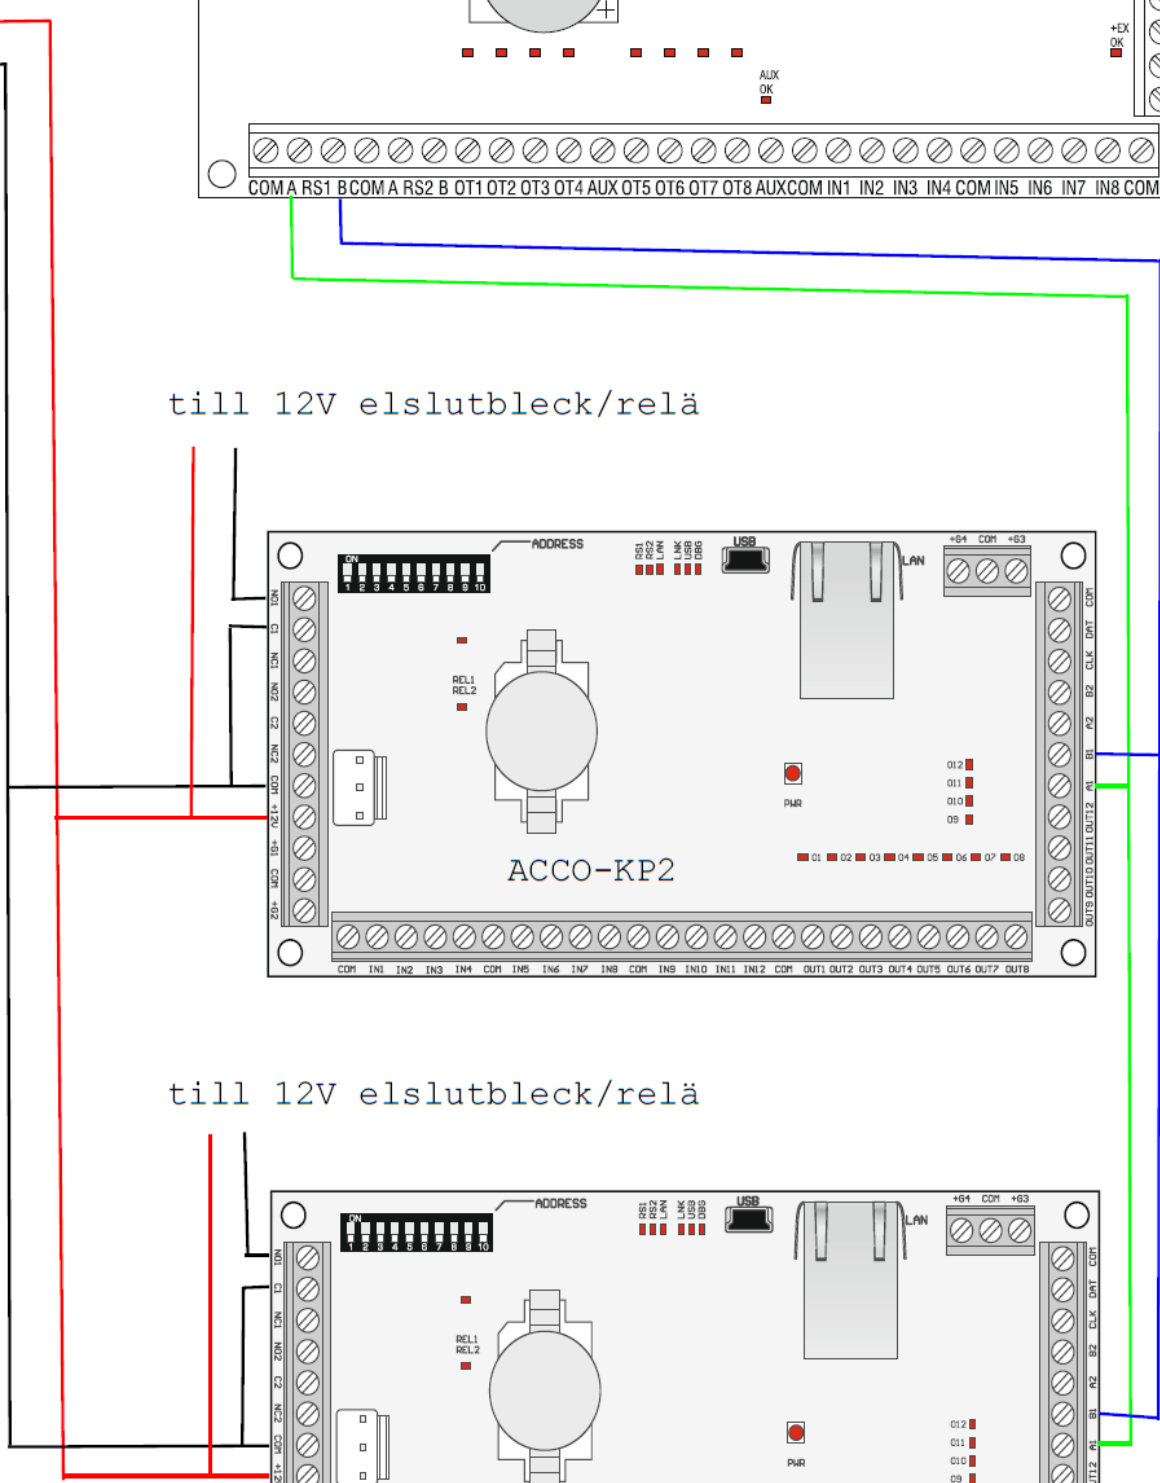 +EX
OK
AUX
OK
COM A RS1 B COM A RS2 B OT1 OT2 OT3 OT4 AUX OT5 OT6 OT7 OT8 AUX COM IN1 IN2 IN3 IN4 COM IN5 IN6 IN7 IN8 COM
till 12V elslutbleck/relä
ADDRESS
ON
1 2 3 4 5 6 7 8 9 10
RS1 RS2 LAN LNK USB DBG
USB
LAN
+G4 COM +G3
NO1
C1
NC1
NO2
C2
NC2
COM
+12V
+G1
COM
+G2
REL1
REL2
PWR
O12
O11
O10
O9
O1 O2 O3 O4 O5 O6 O7 O8
ACCO-KP2
COM
DAT
CLK
B2
A2
B1
A1
OUT12
OUT11
OUT10
OUT9
COM IN1 IN2 IN3 IN4 COM IN5 IN6 IN7 IN8 COM IN9 IN10 IN11 IN12 COM OUT1 OUT2 OUT3 OUT4 OUT5 OUT6 OUT7 OUT8
till 12V elslutbleck/relä
ADDRESS
ON
1 2 3 4 5 6 7 8 9 10
RS1 RS2 LAN LNK USB DBG
USB
LAN
+G4 COM +G3
NO1
C1
NC1
NO2
C2
NC2
COM
REL1
REL2
PWR
O12
O11
O10
O9
COM
DAT
CLK
B2
A2
B1
A1